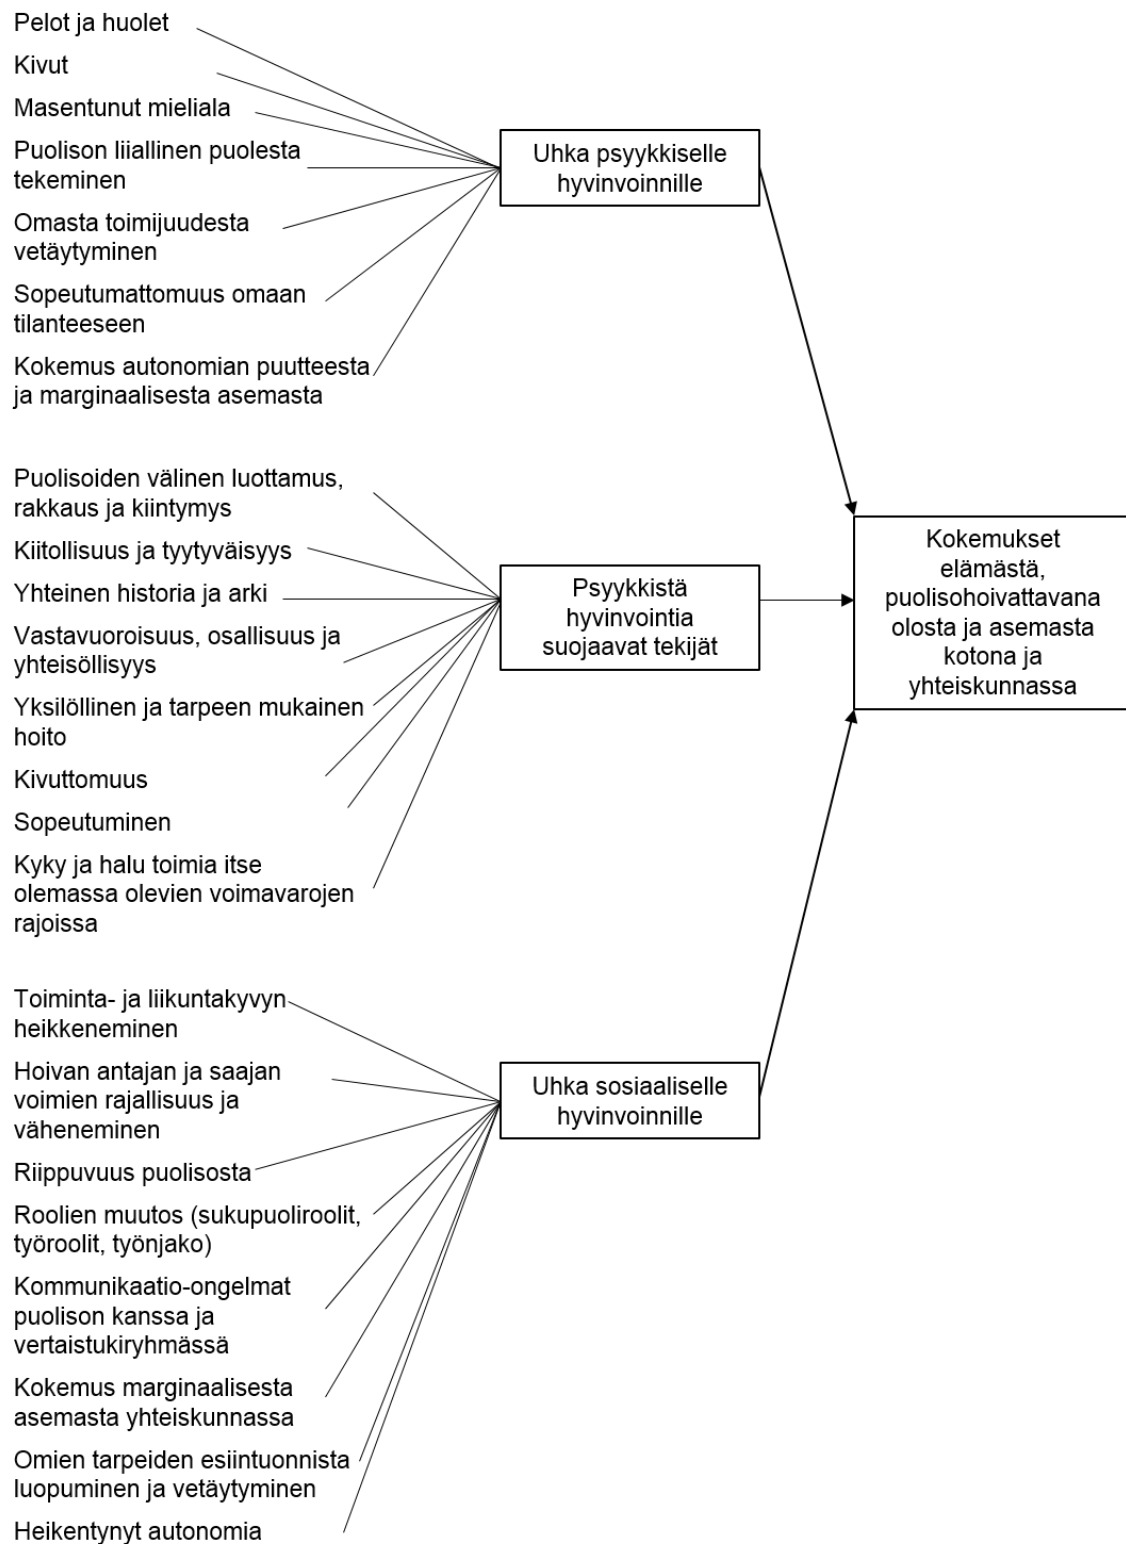 Pelot ja huolet
Kivut
Masentunut mieliala
Puolison liiallinen puolesta
tekeminen
Omasta toimijuudesta
vetäytyminen
Sopeutumattomuus omaan
tilanteeseen
Kokemus autonomian puutteesta
ja marginaalisesta asemasta
Uhka psyykkiselle
hyvinvoinnille
Puolisoiden välinen luottamus,
rakkaus ja kiintymys
Kiitollisuus ja tyytyväisyys
Yhteinen historia ja arki
Vastavuoroisuus, osallisuus ja
yhteisöllisyys
Yksilöllinen ja tarpeen mukainen
hoito
Kivuttomuus
Sopeutuminen
Kyky ja halu toimia itse
olemassa olevien voimavarojen
rajoissa
Psyykkistä
hyvinvointia
suojaavat tekijät
Kokemukset
elämästä,
puolisohoivattavana
olosta ja asemasta
kotona ja
yhteiskunnassa
Toiminta- ja liikuntakyvyn
heikkeneminen
Hoivan antajan ja saajan
voimien rajallisuus ja
väheneminen
Riippuvuus puolisosta
Roolien muutos (sukupuoliroolit,
työroolit, työnjako)
Kommunikaatio-ongelmat
puolison kanssa ja
vertaistukiryhmässä
Kokemus marginaalisesta
asemasta yhteiskunnassa
Omien tarpeiden esiintuonnista
luopuminen ja vetäytyminen
Heikentynyt autonomia
Uhka sosiaaliselle
hyvinvoinnille